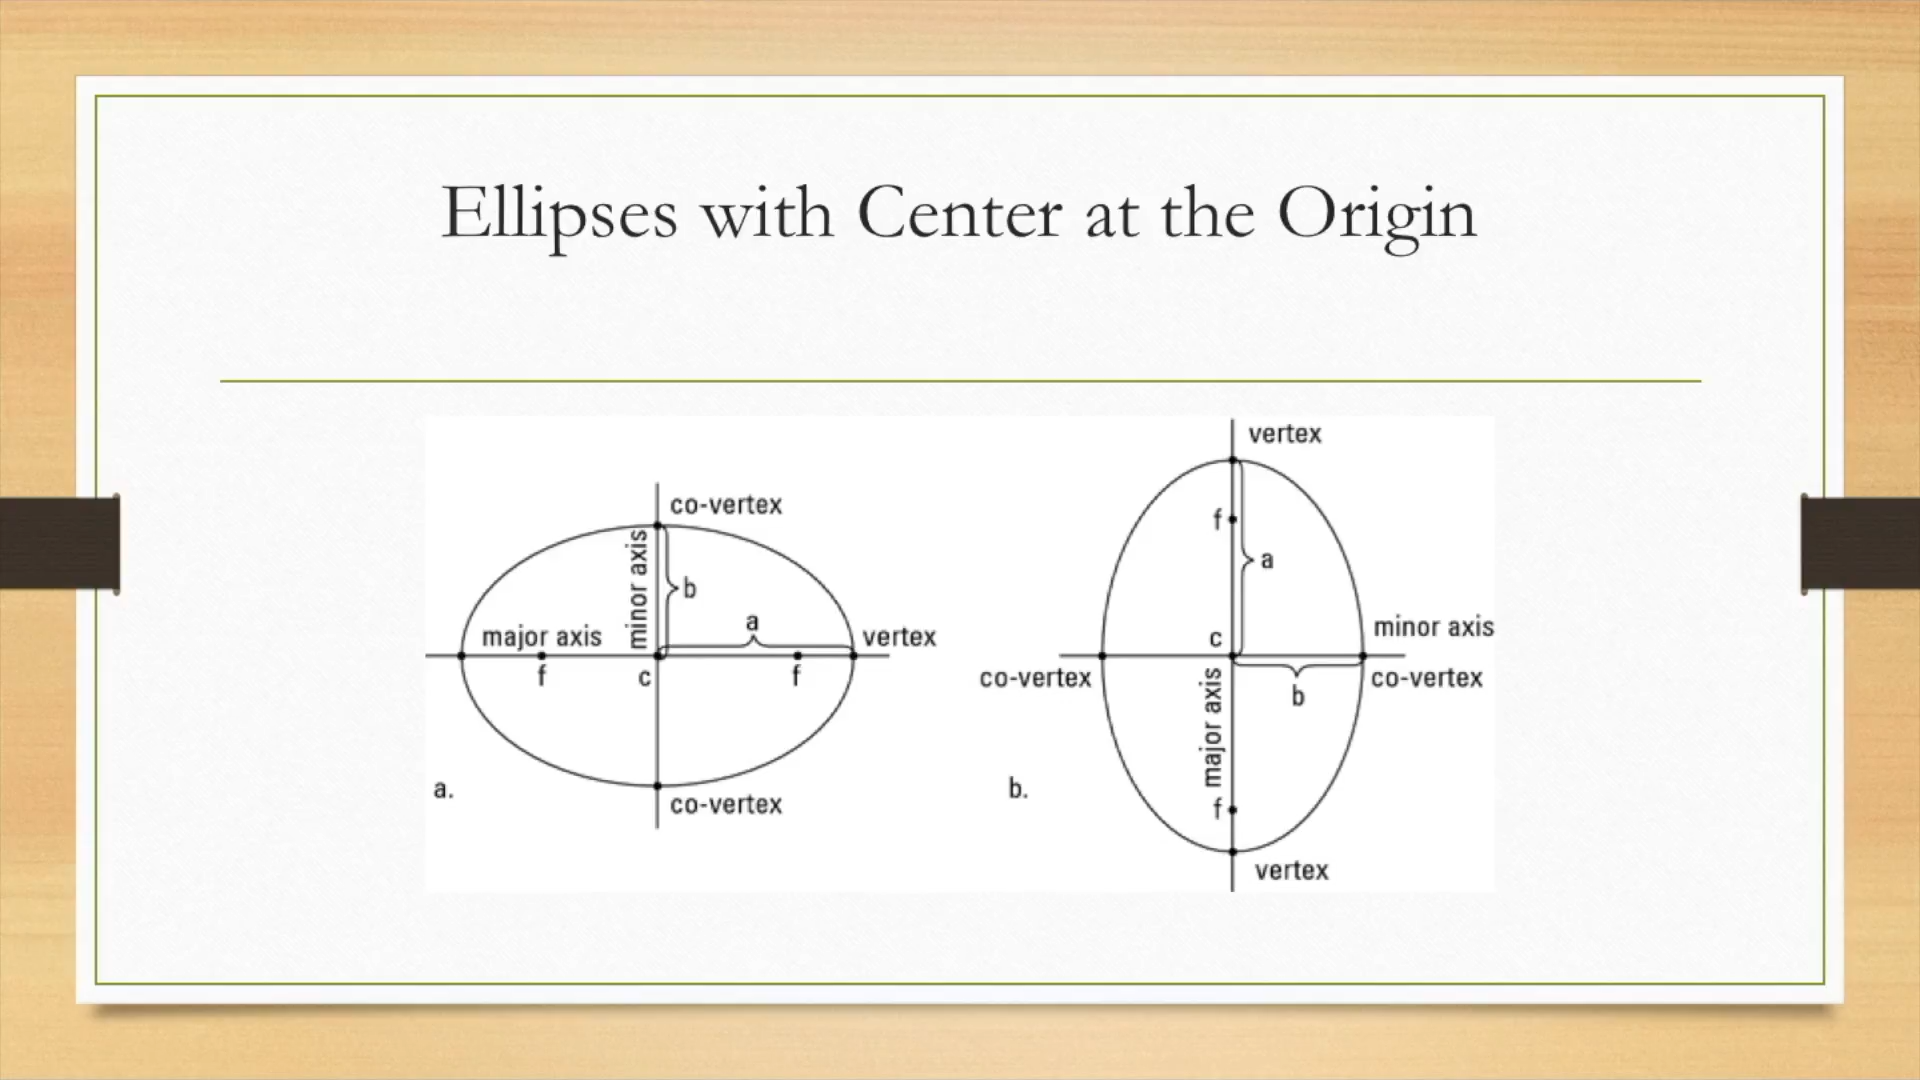 Ellipses with Center at the Origin
co-vertex
minor axis
b
a
major axis
vertex
f
c
f
a.
co-vertex
vertex
f
a
minor axis
c
co-vertex
co-vertex
b
major axis
b.
f
vertex